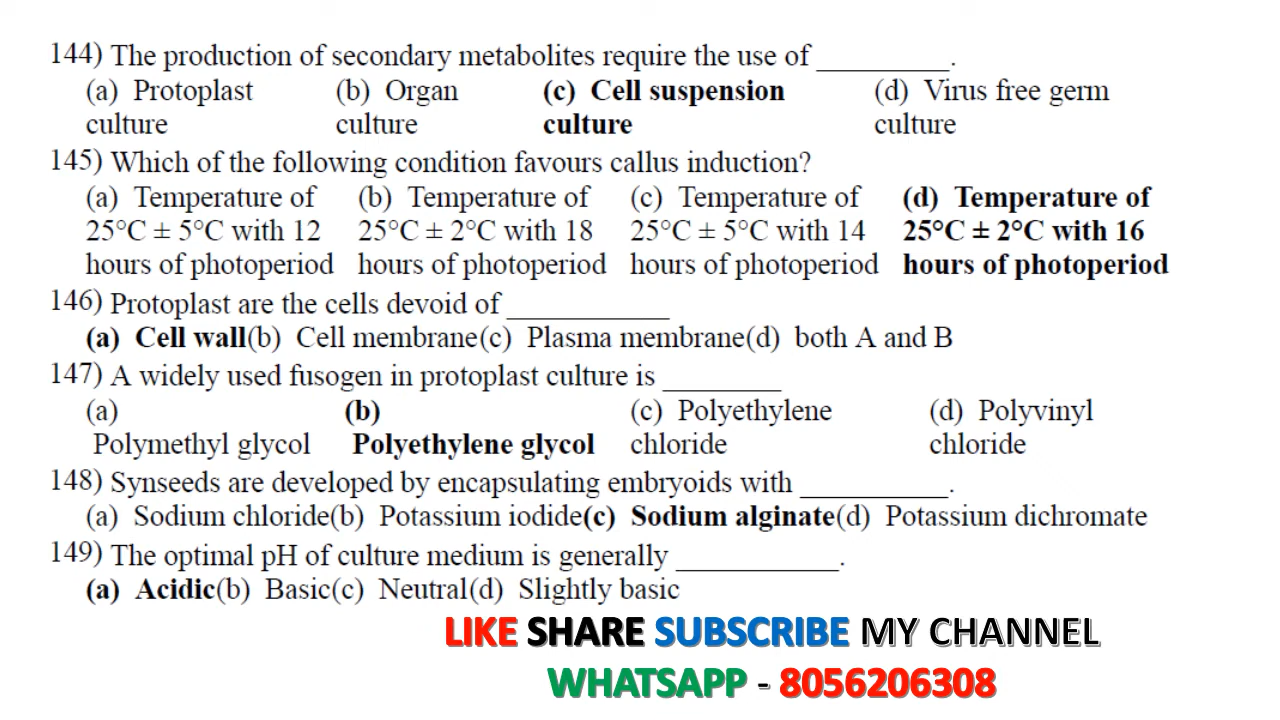 144) The production of secondary metabolites require the use of __________.
(a) Protoplast (b) Organ (c) Cell suspension (d) Virus free germ
culture culture culture culture
145) Which of the following condition favours callus induction?
(a) Temperature of (b) Temperature of (c) Temperature of (d) Temperature of
25°C ± 5°C with 12 25°C ± 2°C with 18 25°C ± 5°C with 14 25°C ± 2°C with 16
hours of photoperiod hours of photoperiod hours of photoperiod hours of photoperiod
146) Protoplast are the cells devoid of ____________
(a) Cell wall(b) Cell membrane(c) Plasma membrane(d) both A and B
147) A widely used fusogen in protoplast culture is _________
(a) (b) (c) Polyethylene (d) Polyvinyl
Polymethyl glycol Polyethylene glycol chloride chloride
148) Synseeds are developed by encapsulating embryoids with ___________.
(a) Sodium chloride(b) Potassium iodide(c) Sodium alginate(d) Potassium dichromate
149) The optimal pH of culture medium is generally ____________.
(a) Acidic(b) Basic(c) Neutral(d) Slightly basic
LIKE SHARE SUBSCRIBE MY CHANNEL
WHATSAPP - 8056206308